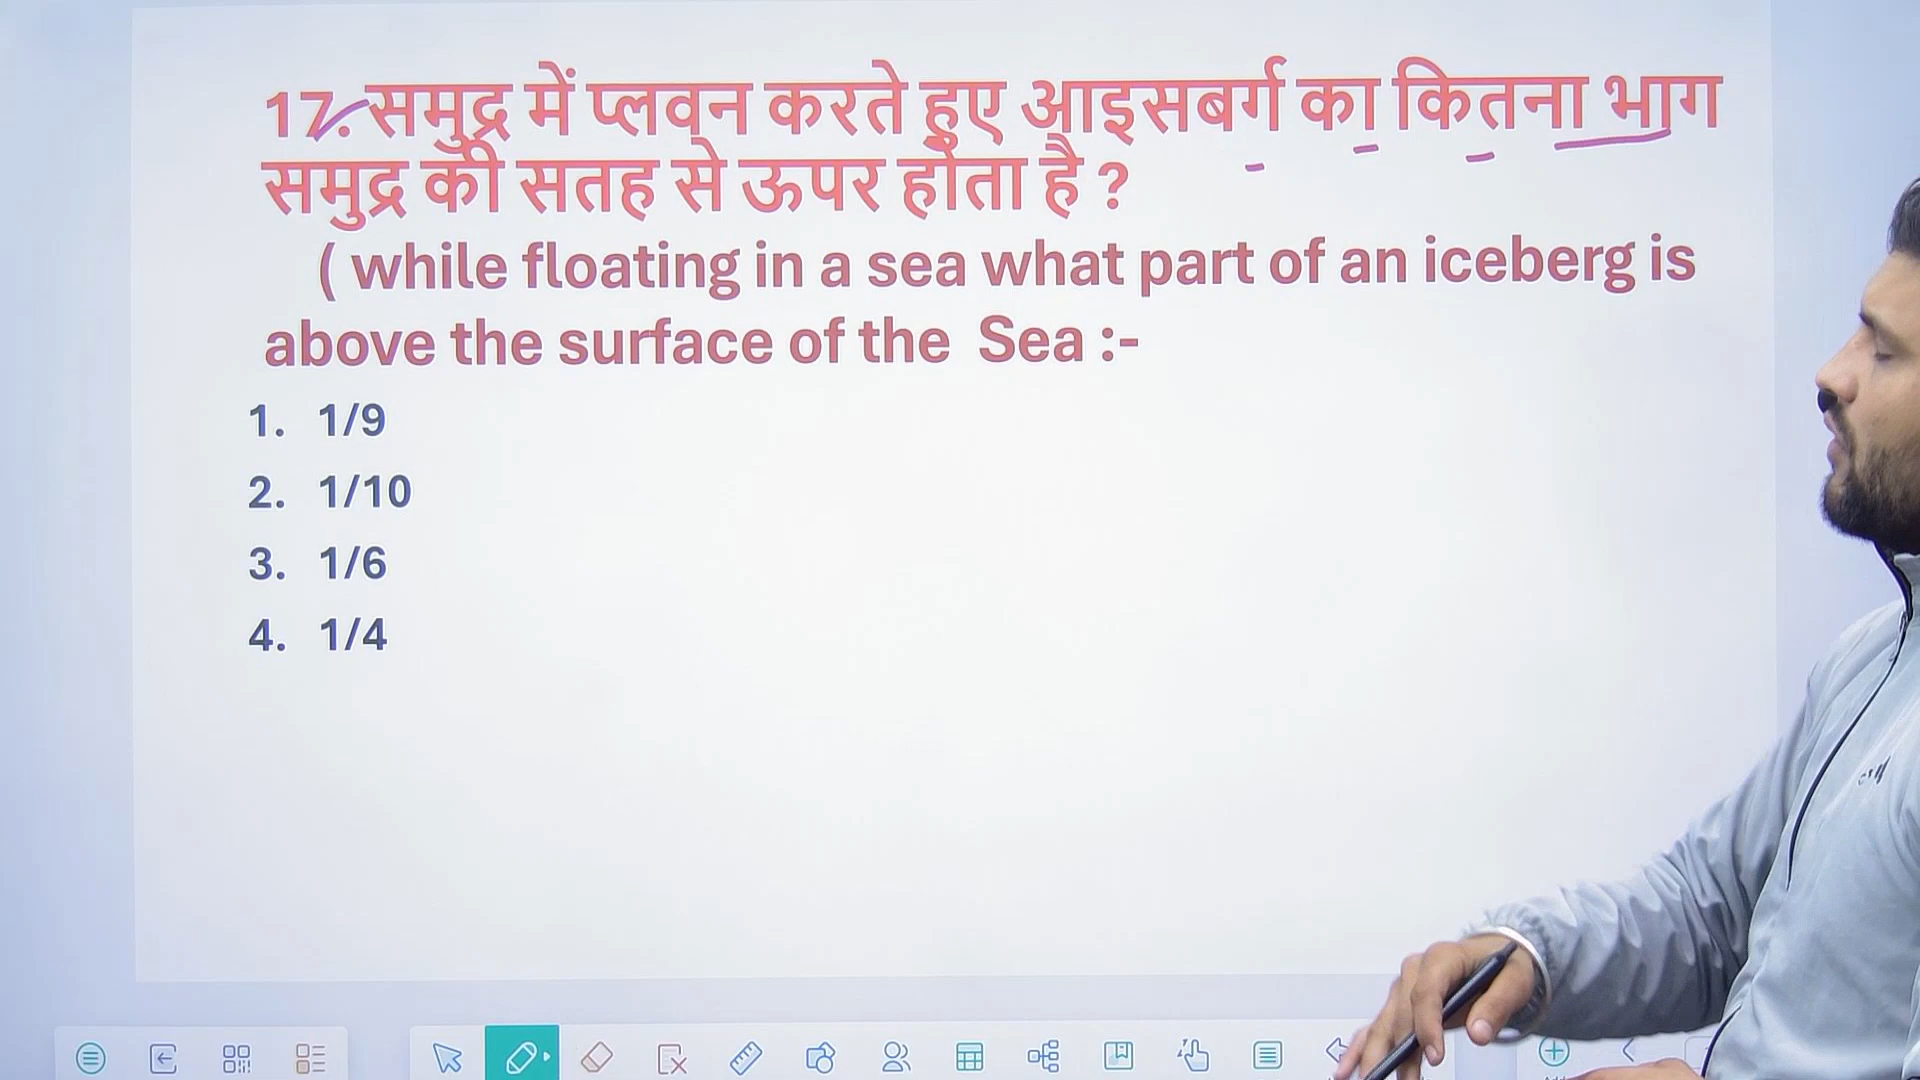 17. समुद्र में प्लवन करते हुए आइसबर्ग का कितना भाग
समुद्र की सतह से ऊपर होता है ?
( while floating in a sea what part of an iceberg is
above the surface of the Sea :-
1. 1/9
2. 1/10
3. 1/6
4. 1/4